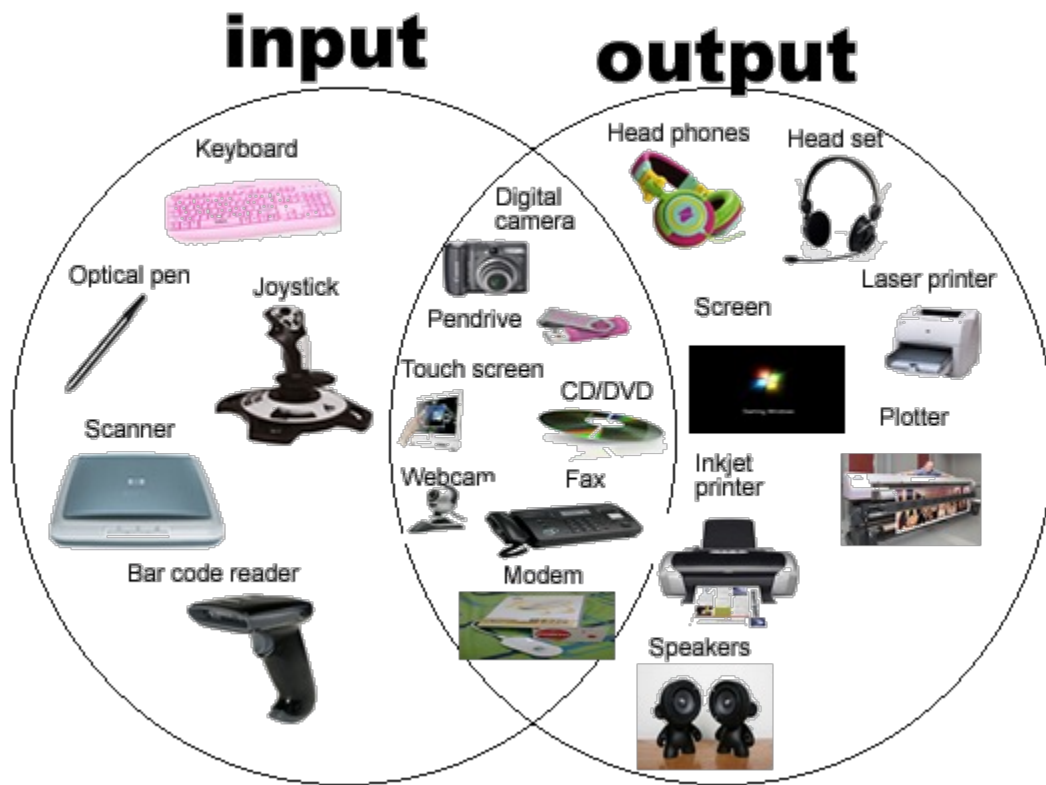 input
output
Keyboard
Head phones
Head set
Digital
camera
Optical pen
Joystick
Laser printer
Pendrive
Screen
Touch screen
CD/DVD
Plotter
Scanner
Webcam
Fax
Inkjet
printer
Bar code reader
Modem
Speakers